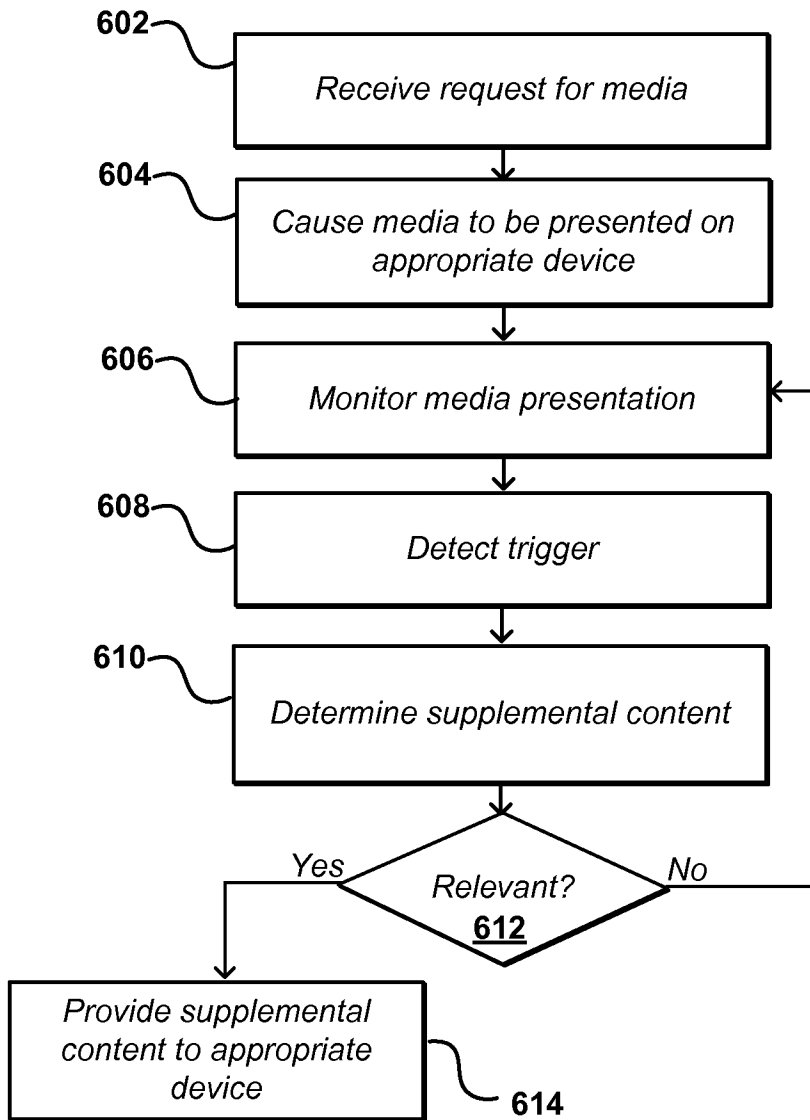 602
Receive request for media
604
Cause media to be presented on
appropriate device
606
Monitor media presentation
608
Detect trigger
610
Determine supplemental content
Yes
Relevant?
No
612
Provide supplemental
content to appropriate
device
614